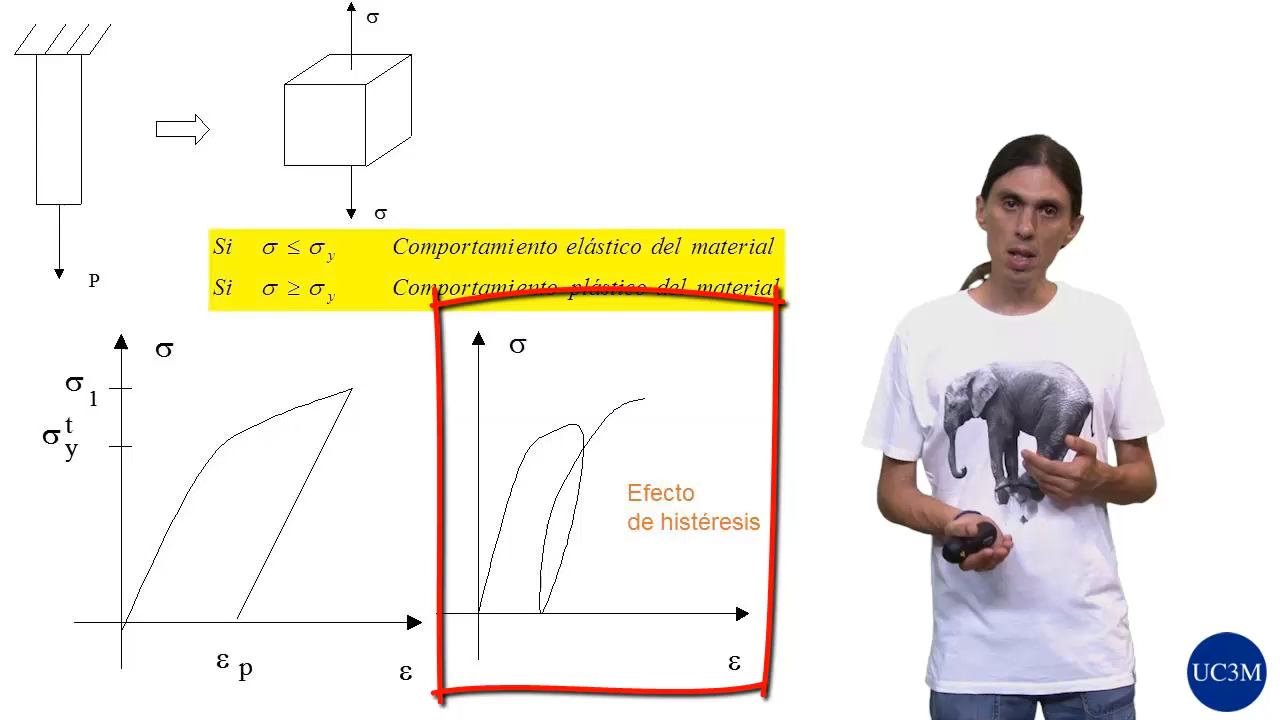 σ
σ
P
Si σ ≤ σy Comportamiento elástico del material
Si σ ≥ σy Comportamiento plástico del material
σ
σ1
σyt
εp
ε
σ
Efecto
de histéresis
ε
UC3M